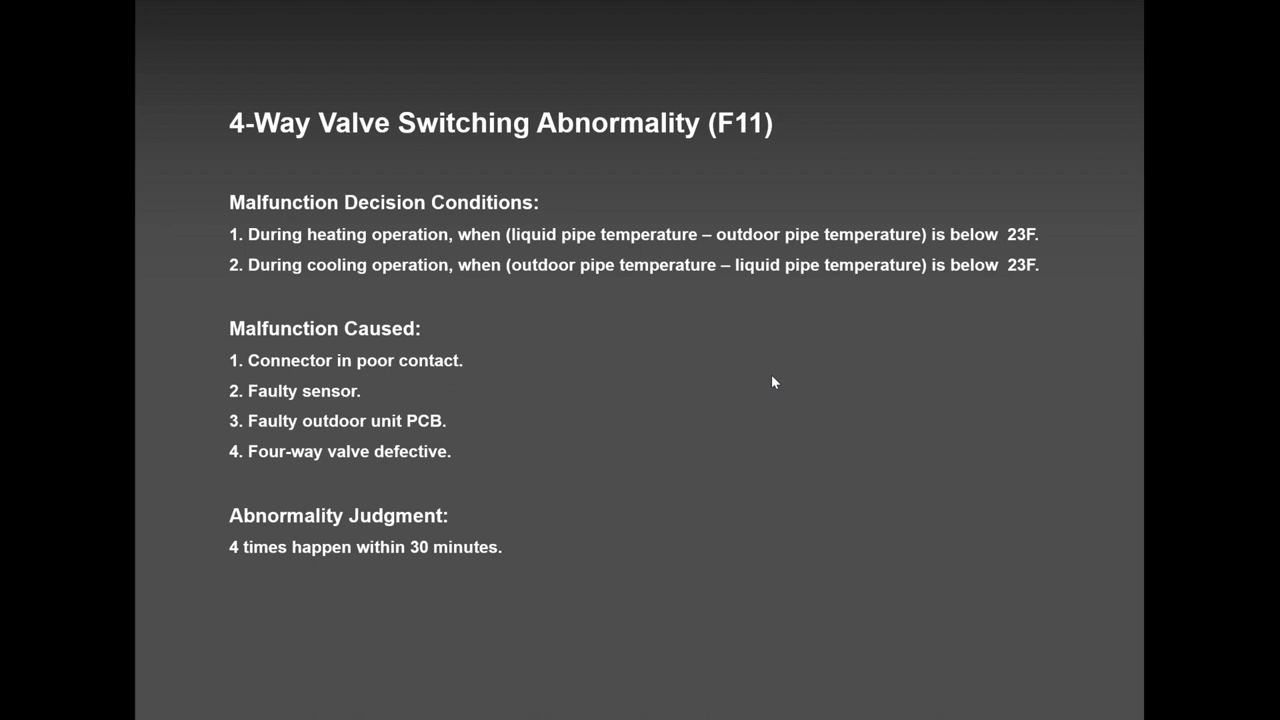 4-Way Valve Switching Abnormality (F11)
Malfunction Decision Conditions:
1. During heating operation, when (liquid pipe temperature – outdoor pipe temperature) is below  23F.
2. During cooling operation, when (outdoor pipe temperature – liquid pipe temperature) is below  23F.
Malfunction Caused:
1. Connector in poor contact.
2. Faulty sensor.
3. Faulty outdoor unit PCB.
4. Four-way valve defective.
Abnormality Judgment:
4 times happen within 30 minutes.